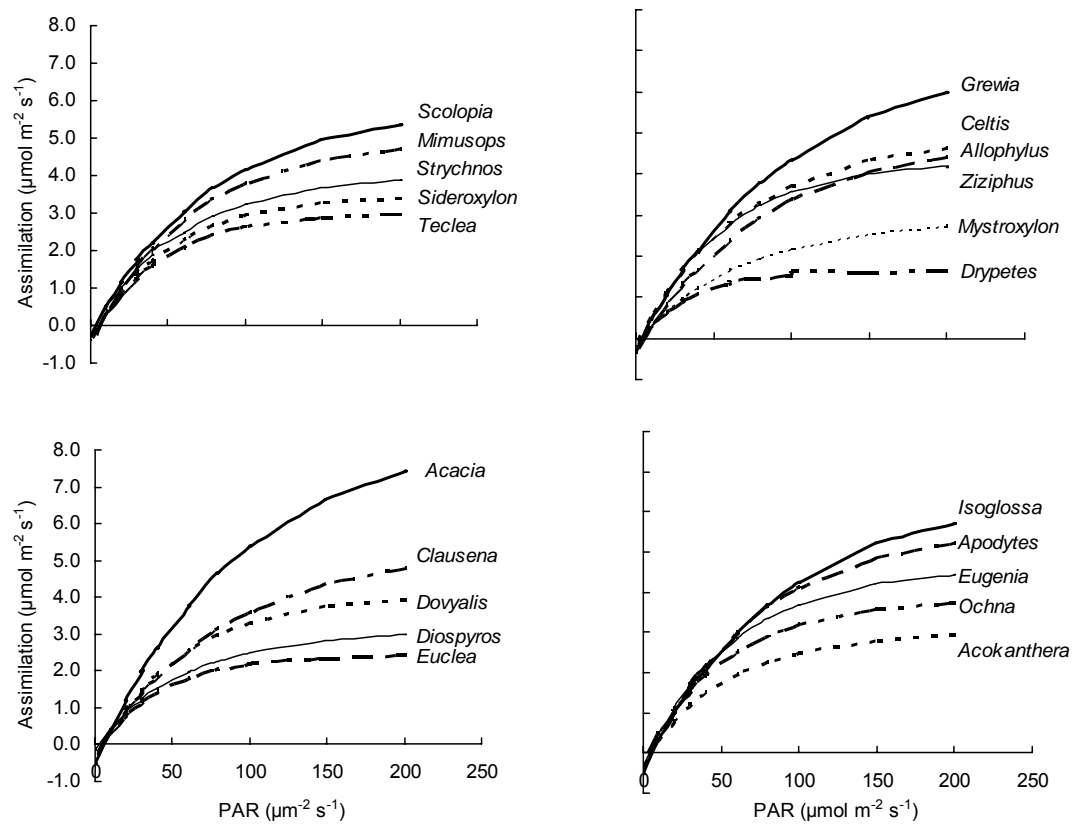 8.0
7.0
6.0
5.0
4.0
3.0
2.0
1.0
0.0
-1.0
Assimilation (µmol m⁻² s⁻¹)
Scolopia
Mimusops
Strychnos
Sideroxylon
Teclea
Grewia
Celtis
Allophylus
Ziziphus
Mystroxylon
Drypetes
8.0
7.0
6.0
5.0
4.0
3.0
2.0
1.0
0.0
-1.0
Assimilation (µmol m⁻² s⁻¹)
Acacia
Clausena
Dovyalis
Diospyros
Euclea
0 50 100 150 200 250
PAR (µm⁻² s⁻¹)
Isoglossa
Apodytes
Eugenia
Ochna
Acokanthera
0 50 100 150 200 250
PAR (µmol m⁻² s⁻¹)